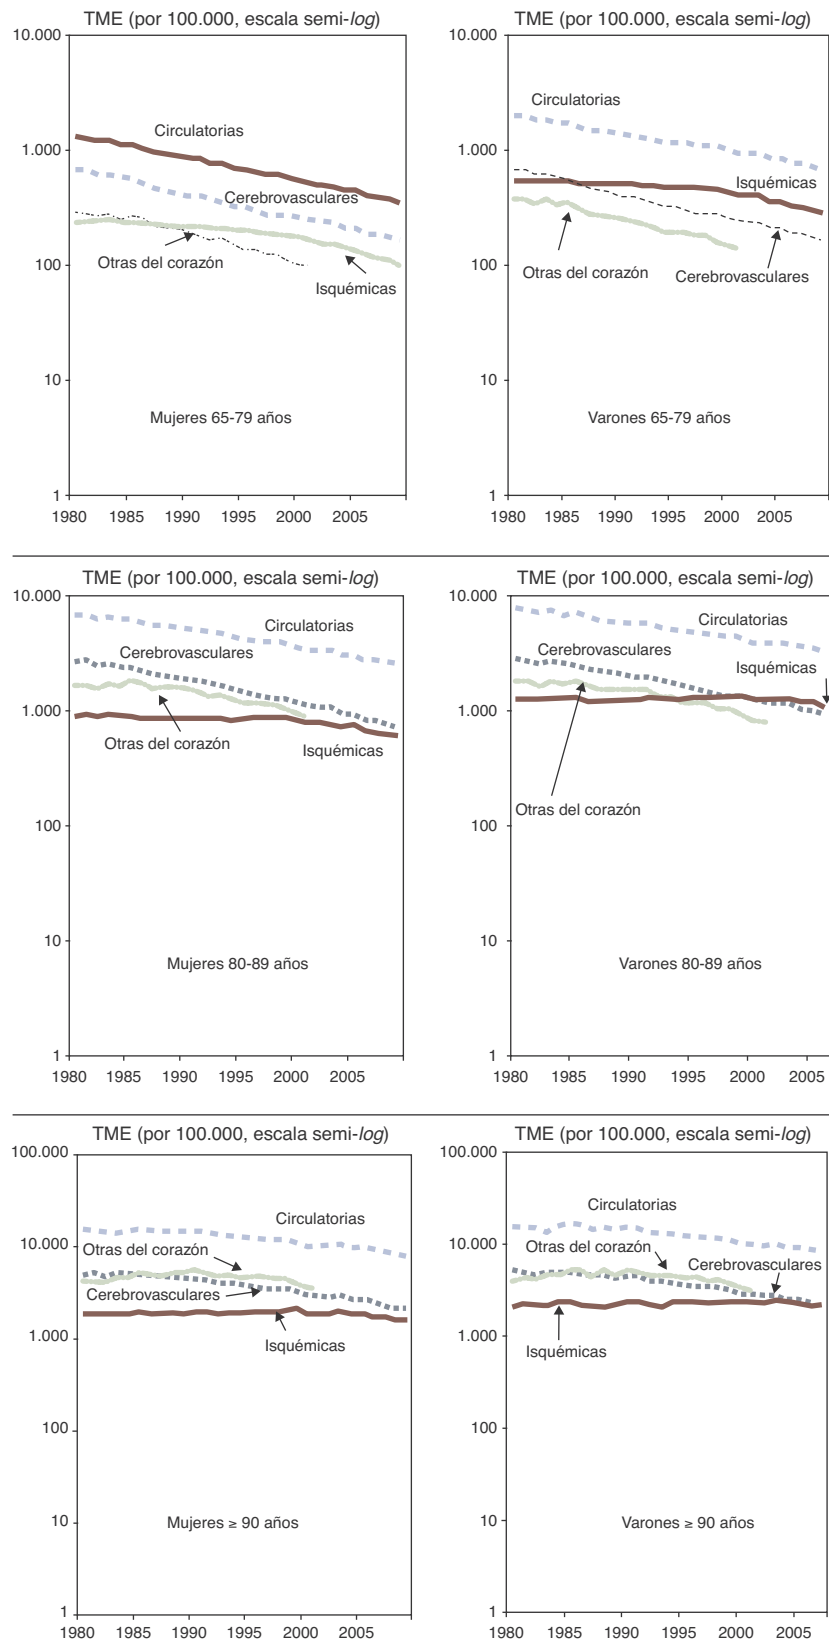 TME (por 100.000, escala semi-log)
10.000
1.000
100
10
1
Circulatorias
Cerebrovasculares
Otras del corazón
Isquémicas
Mujeres 65-79 años
1980 1985 1990 1995 2000 2005
TME (por 100.000, escala semi-log)
10.000
1.000
100
10
1
Circulatorias
Isquémicas
Otras del corazón
Cerebrovasculares
Varones 65-79 años
1980 1985 1990 1995 2000 2005
TME (por 100.000, escala semi-log)
10.000
1.000
100
10
1
Circulatorias
Cerebrovasculares
Otras del corazón
Isquémicas
Mujeres 80-89 años
1980 1985 1990 1995 2000 2005
TME (por 100.000, escala semi-log)
10.000
1.000
100
10
1
Circulatorias
Cerebrovasculares
Isquémicas
Otras del corazón
Varones 80-89 años
1980 1985 1990 1995 2000 2005
TME (por 100.000, escala semi-log)
100.000
10.000
1.000
100
10
1
Circulatorias
Otras del corazón
Cerebrovasculares
Isquémicas
Mujeres ≥ 90 años
1980 1985 1990 1995 2000 2005
TME (por 100.000, escala semi-log)
100.000
10.000
1.000
100
10
1
Circulatorias
Otras del corazón
Cerebrovasculares
Isquémicas
Varones ≥ 90 años
1980 1985 1990 1995 2000 2005